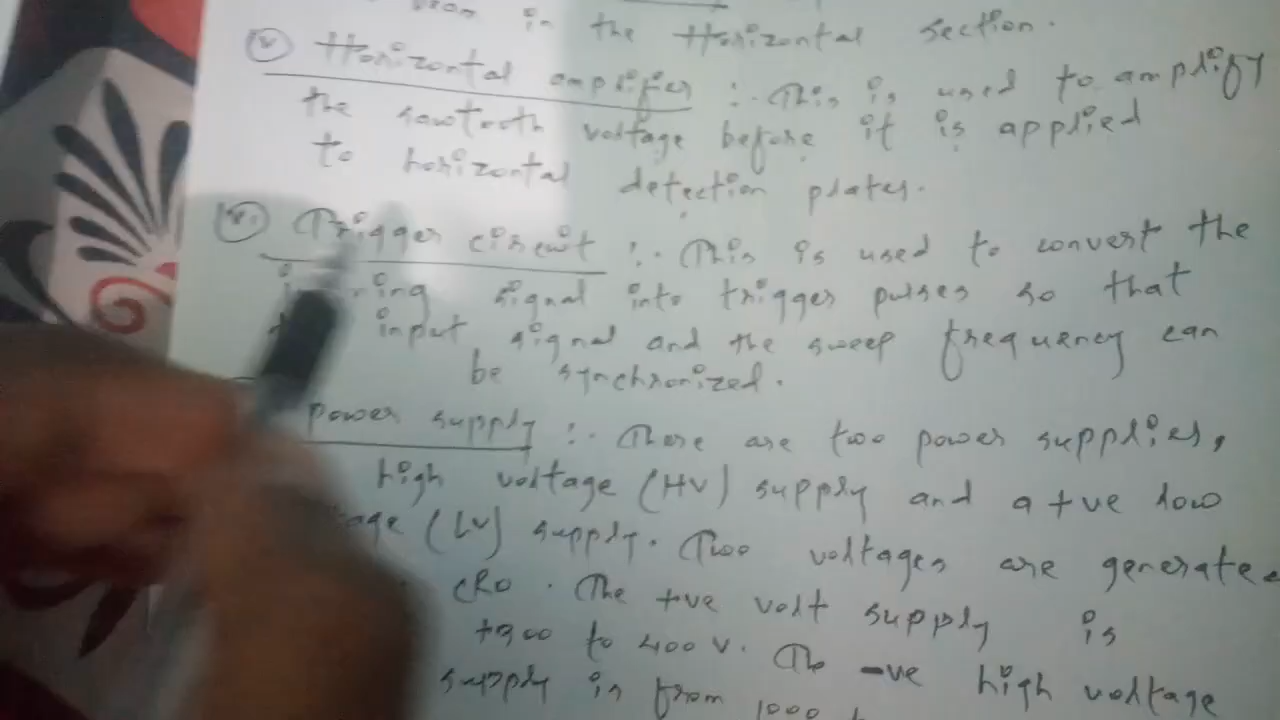 from in the Horizontal section.
v Horizontal amplifier :. This is used to amplify
the sawtooth voltage before it is applied
to horizontal detection plates.
vi Trigger circuit :. This is used to convert the
signal into trigger pulses so that
input signal and the sweep frequency can
be synchronized.
power supply :. There are two power supplies,
high voltage (HV) supply and a +ve low
(LV) supply. Two voltages are generated
CRO. The +ve volt supply is
+300 to 400 V. The -ve high voltage
supply is from 1000